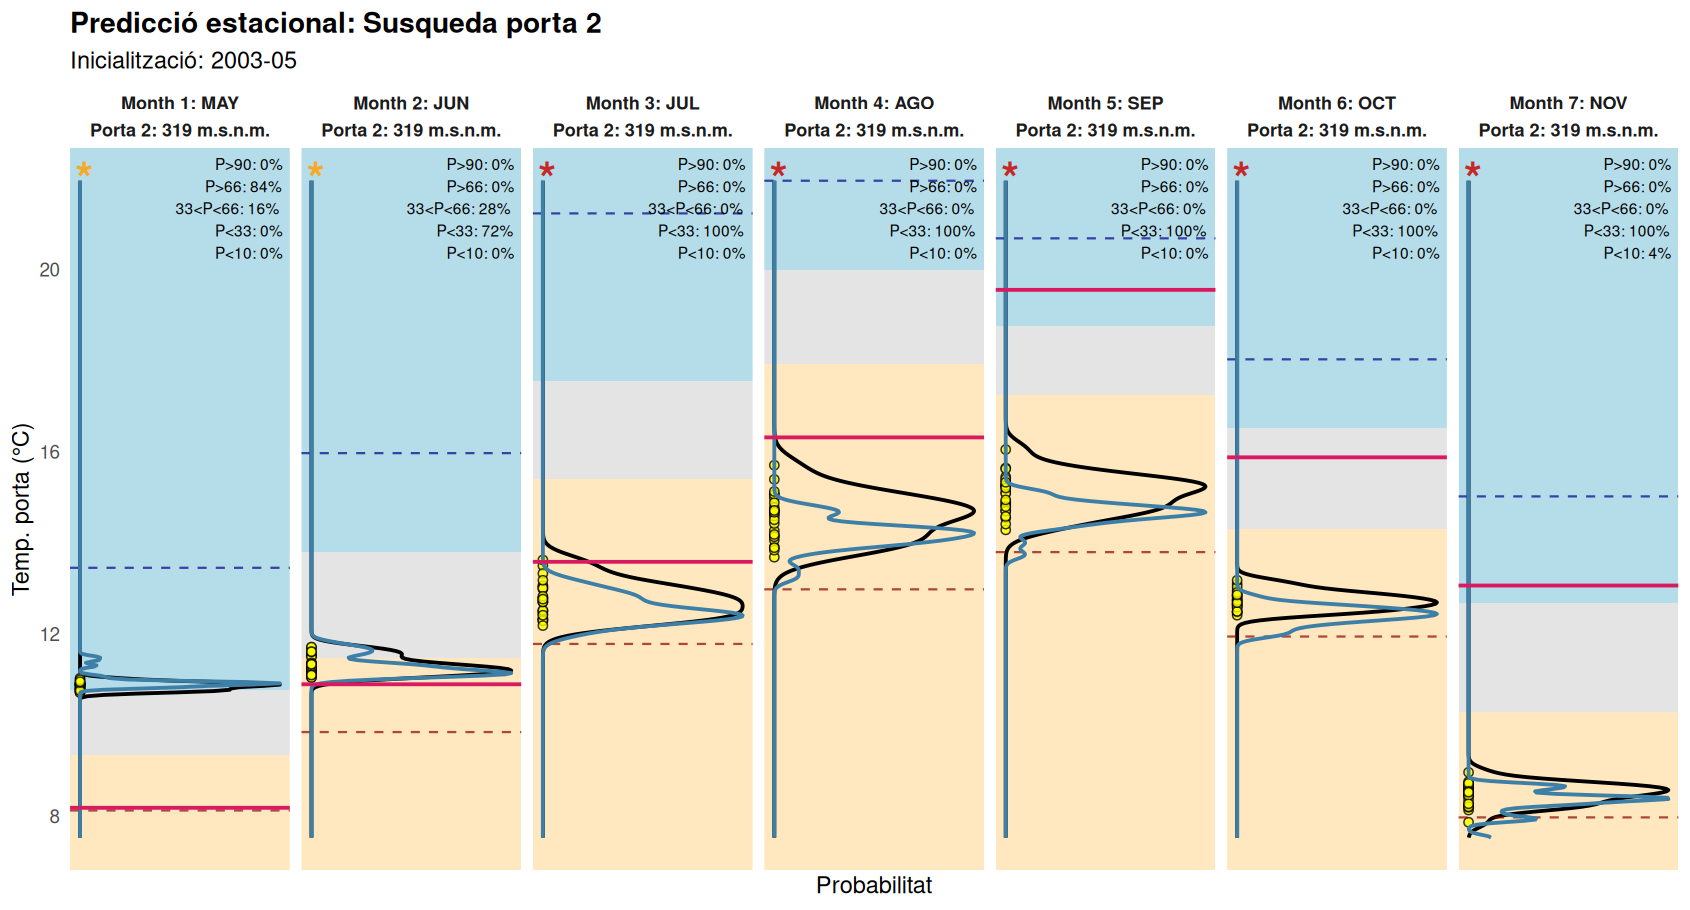 Predicció estacional: Susqueda porta 2
Inicialització: 2003-05
Month 1: MAY
Porta 2: 319 m.s.n.m.
Month 2: JUN
Porta 2: 319 m.s.n.m.
Month 3: JUL
Porta 2: 319 m.s.n.m.
Month 4: AGO
Porta 2: 319 m.s.n.m.
Month 5: SEP
Porta 2: 319 m.s.n.m.
Month 6: OCT
Porta 2: 319 m.s.n.m.
Month 7: NOV
Porta 2: 319 m.s.n.m.
*
P>90: 0%
P>66: 84%
33<P<66: 16%
P<33: 0%
P<10: 0%
*
P>90: 0%
P>66: 0%
33<P<66: 28%
P<33: 72%
P<10: 0%
*
P>90: 0%
P>66: 0%
33<P<66: 0%
P<33: 100%
P<10: 0%
*
P>90: 0%
P>66: 0%
33<P<66: 0%
P<33: 100%
P<10: 0%
*
P>90: 0%
P>66: 0%
33<P<66: 0%
P<33: 100%
P<10: 0%
*
P>90: 0%
P>66: 0%
33<P<66: 0%
P<33: 100%
P<10: 0%
*
P>90: 0%
P>66: 0%
33<P<66: 0%
P<33: 100%
P<10: 4%
20
16
12
8
Temp. porta (°C)
Probabilitat